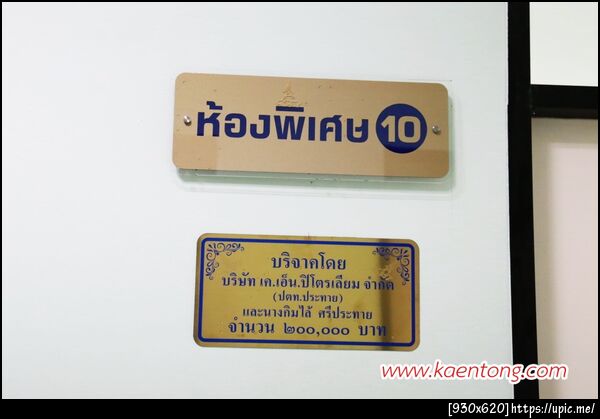 ห้องพิเศษ 10
บริจาคโดย
บริษัท เค.เอ็น.ปิโตรเลียม จำกัด
(ปตท.ประทาย)
และนางกิมไล้ ศรีประทาย
จำนวน ๒๐๐,๐๐๐ บาท
www.kaentong.com
[930x620]https://upic.me/